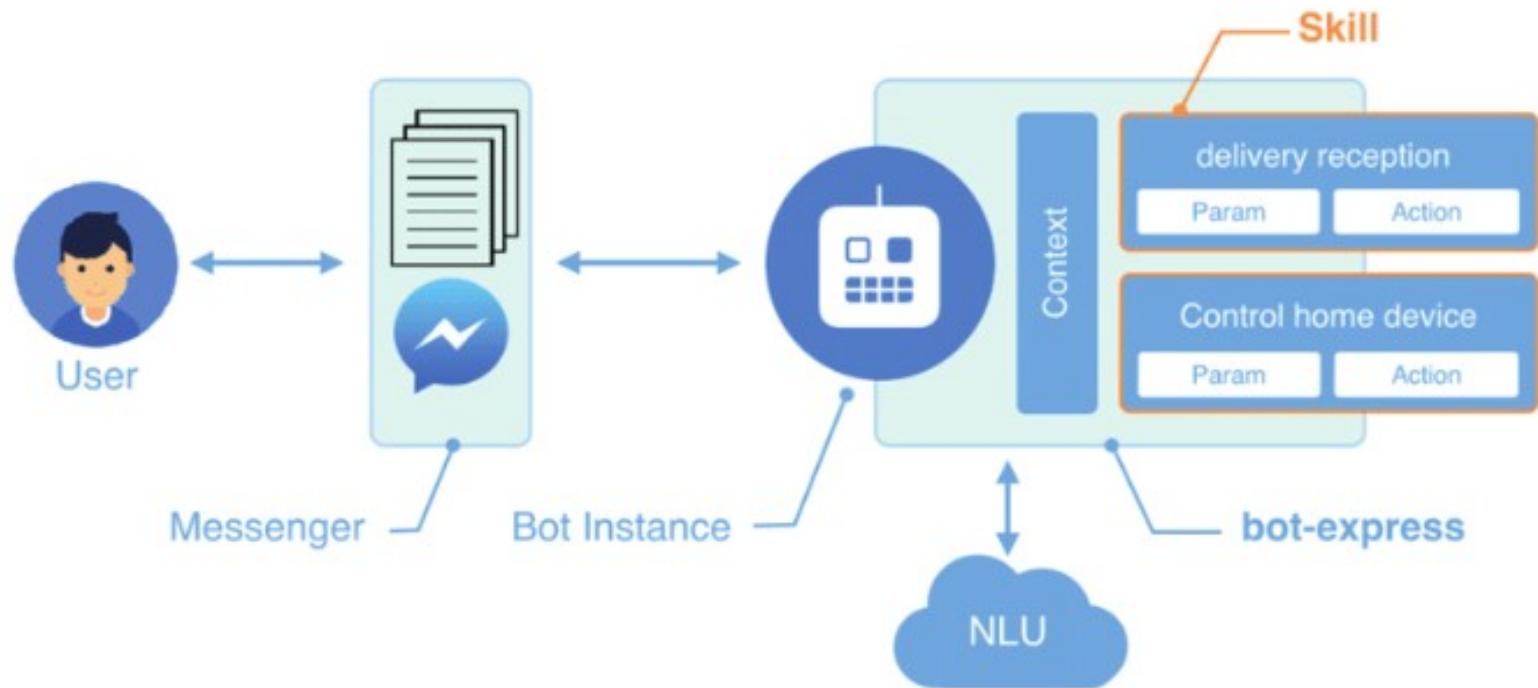 Skill
delivery reception
Param
Action
Context
Control home device
Param
Action
User
Messenger
Bot Instance
bot-express
NLU